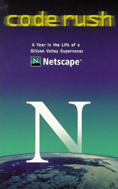 code rush
A Year in the Life of a
Silicon Valley Supernova:
N Netscape
N